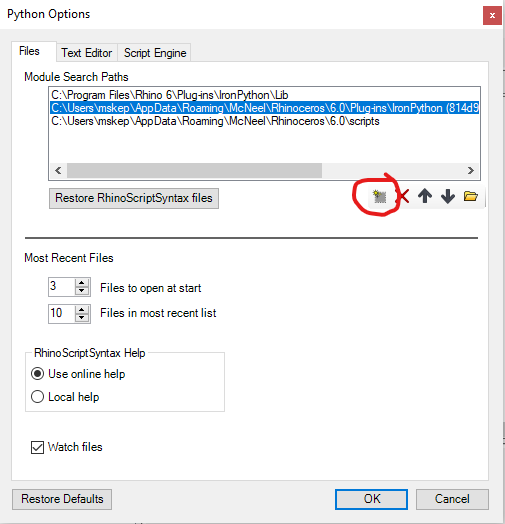 Python Options
Files
Text Editor
Script Engine
Module Search Paths
C:\Program Files\Rhino 6\Plug-ins\IronPython\Lib
C:\Users\mskep\AppData\Roaming\McNeel\Rhinoceros\6.0\Plug-ins\IronPython (814d9
C:\Users\mskep\AppData\Roaming\McNeel\Rhinoceros\6.0\scripts
Restore RhinoScriptSyntax files
Most Recent Files
3 Files to open at start
10 Files in most recent list
RhinoScriptSyntax Help
Use online help
Local help
Watch files
Restore Defaults
OK
Cancel